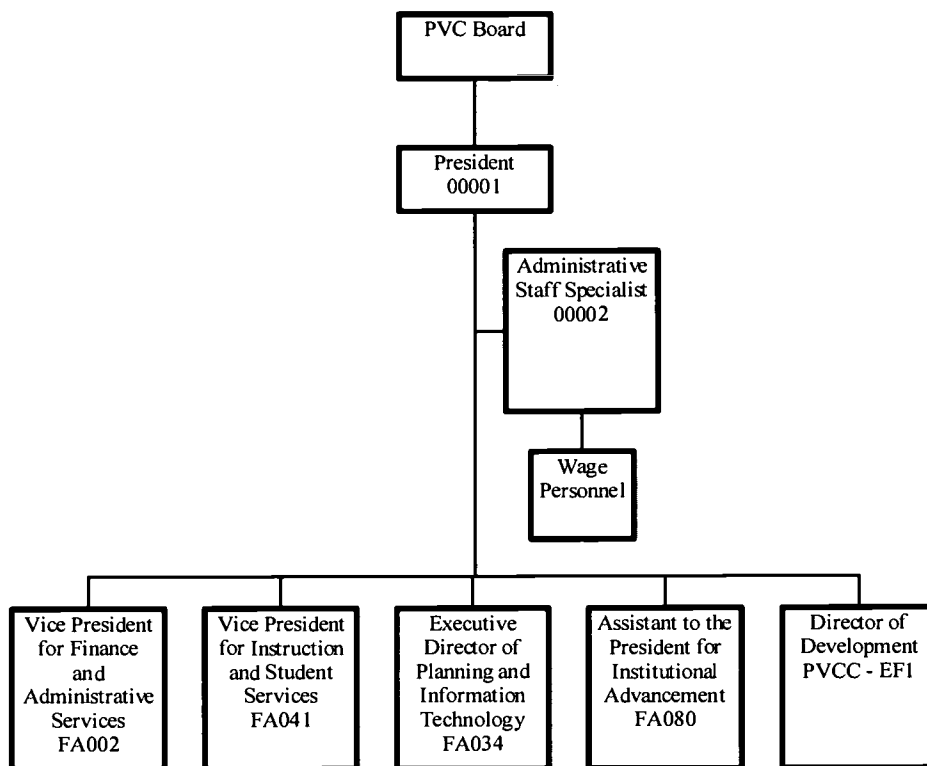 PVC Board
President
00001
Administrative
Staff Specialist
00002
Wage
Personnel
Vice President
for Finance
and
Administrative
Services
FA002
Vice President
for Instruction
and Student
Services
FA041
Executive
Director of
Planning and
Information
Technology
FA034
Assistant to the
President for
Institutional
Advancement
FA080
Director of
Development
PVCC - EF1